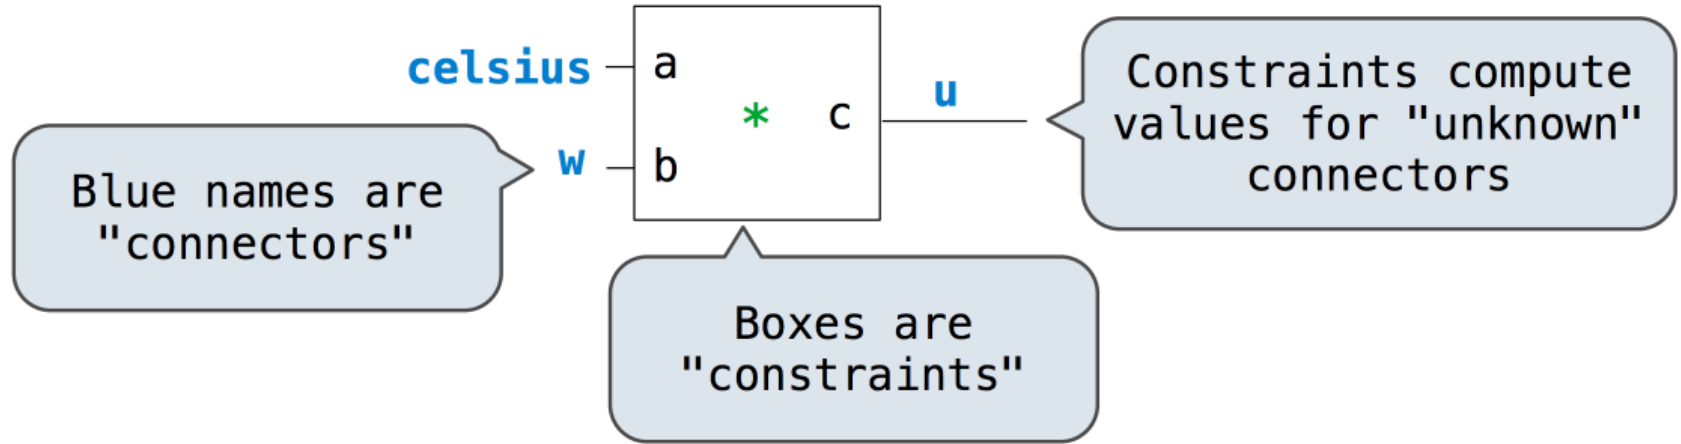 celsius
a
*
c
u
w
b
Blue names are
"connectors"
Constraints compute
values for "unknown"
connectors
Boxes are
"constraints"